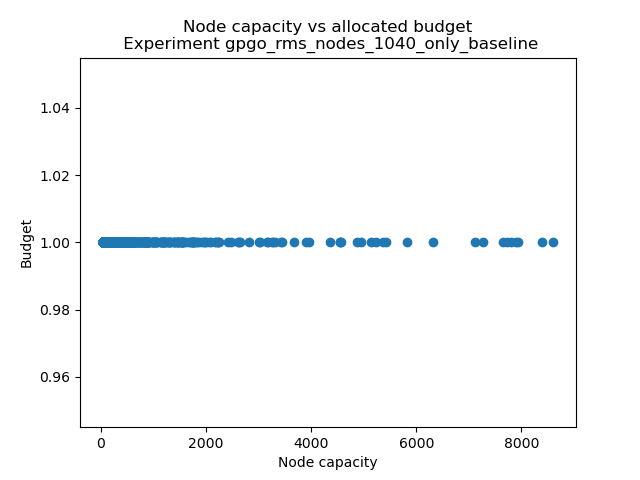 Node capacity vs allocated budget
Experiment gpgo_rms_nodes_1040_only_baseline
1.04
1.02
1.00
0.98
0.96
Budget
0
2000
4000
6000
8000
Node capacity